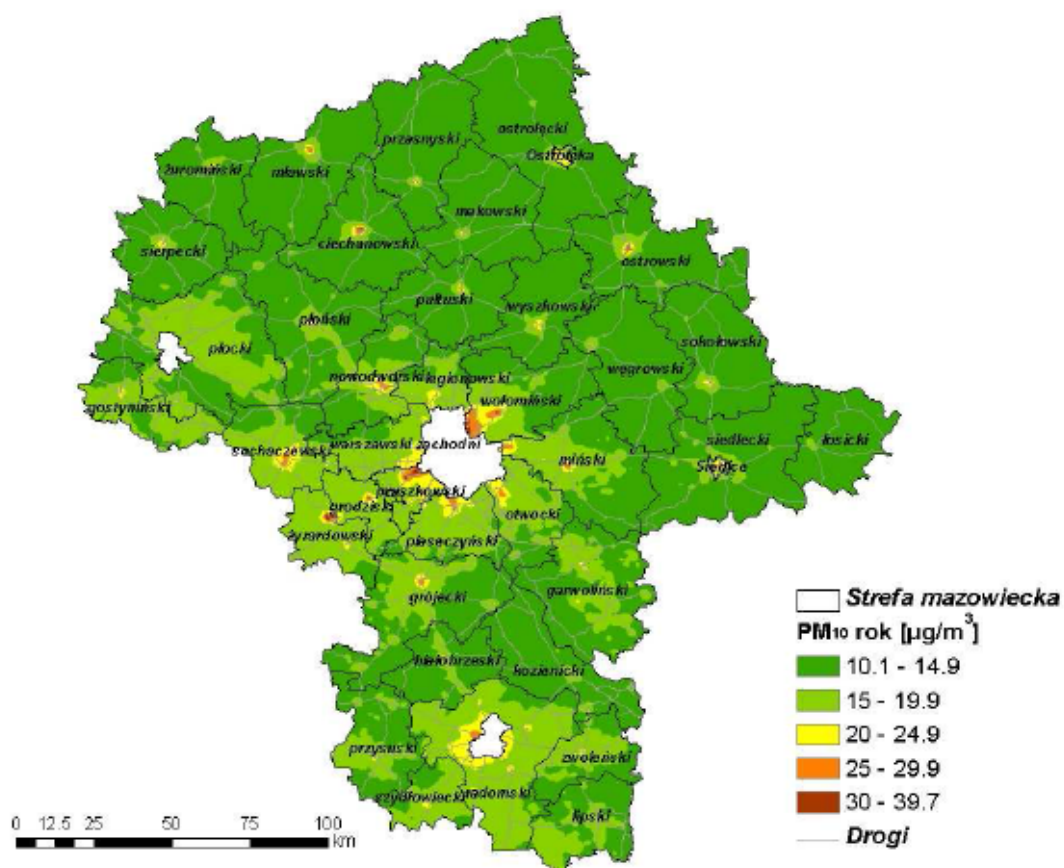 ostrołęcki
przasnyski
Ostrołęka
żuromiński
mławski
makowski
ciechanowski
sierpecki
ostrowski
pułtuski
wyszkowski
płoński
sokołowski
płocki
węgrowski
nowodworski
legionowski
wołomiński
gostyniński
siedlecki
łosicki
sochaczewski
warszawski zachodni
miński
Siedlce
pruszkowski
grodziski
otwocki
żyrardowski
piaseczyński
grójecki
garwoliński
białobrzeski
kozienicki
przysuski
zwoleński
szydłowiecki
radomski
lipski
Strefa mazowiecka
PM10 rok [µg/m³]
10.1 - 14.9
15 - 19.9
20 - 24.9
25 - 29.9
30 - 39.7
Drogi
0 12.5 25 50 75 100
km